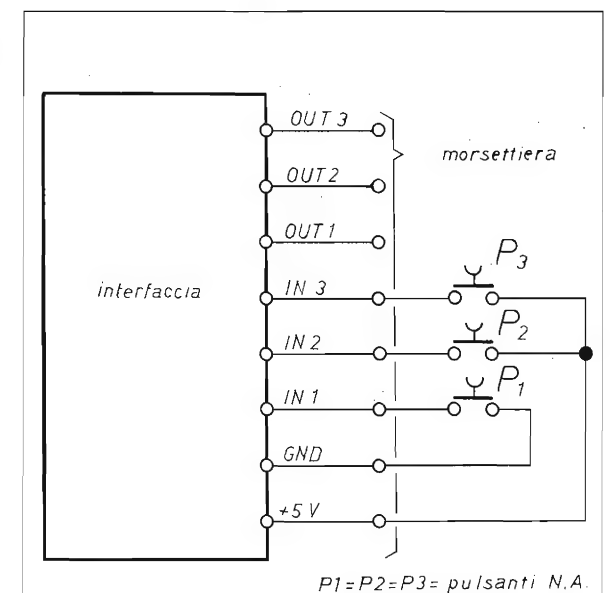 OUT 3
morsettiera
OUT 2
OUT 1
P3
interfaccia
IN 3
P2
IN 2
P1
IN 1
GND
+5 V
P1=P2=P3= pulsanti N.A.